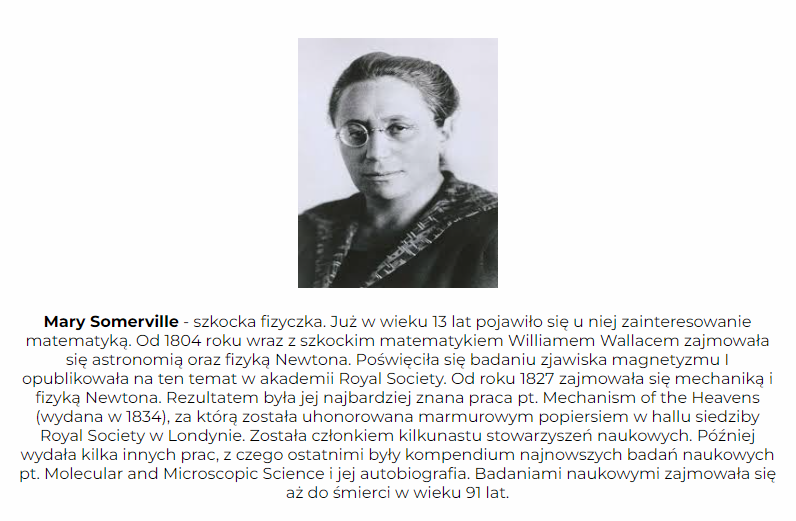 Mary Somerville - szkocka fizyczka. Już w wieku 13 lat pojawiło się u niej zainteresowanie
matematyką. Od 1804 roku wraz z szkockim matematykiem Williamem Wallacem zajmowała
się astronomią oraz fizyką Newtona. Poświęciła się badaniu zjawiska magnetyzmu I
opublikowała na ten temat w akademii Royal Society. Od roku 1827 zajmowała się mechaniką i
fizyką Newtona. Rezultatem była jej najbardziej znana praca pt. Mechanism of the Heavens
(wydana w 1834), za którą została uhonorowana marmurowym popiersiem w hallu siedziby
Royal Society w Londynie. Została członkiem kilkunastu stowarzyszeń naukowych. Później
wydała kilka innych prac, z czego ostatnimi były kompendium najnowszych badań naukowych
pt. Molecular and Microscopic Science i jej autobiografia. Badaniami naukowymi zajmowała się
aż do śmierci w wieku 91 lat.